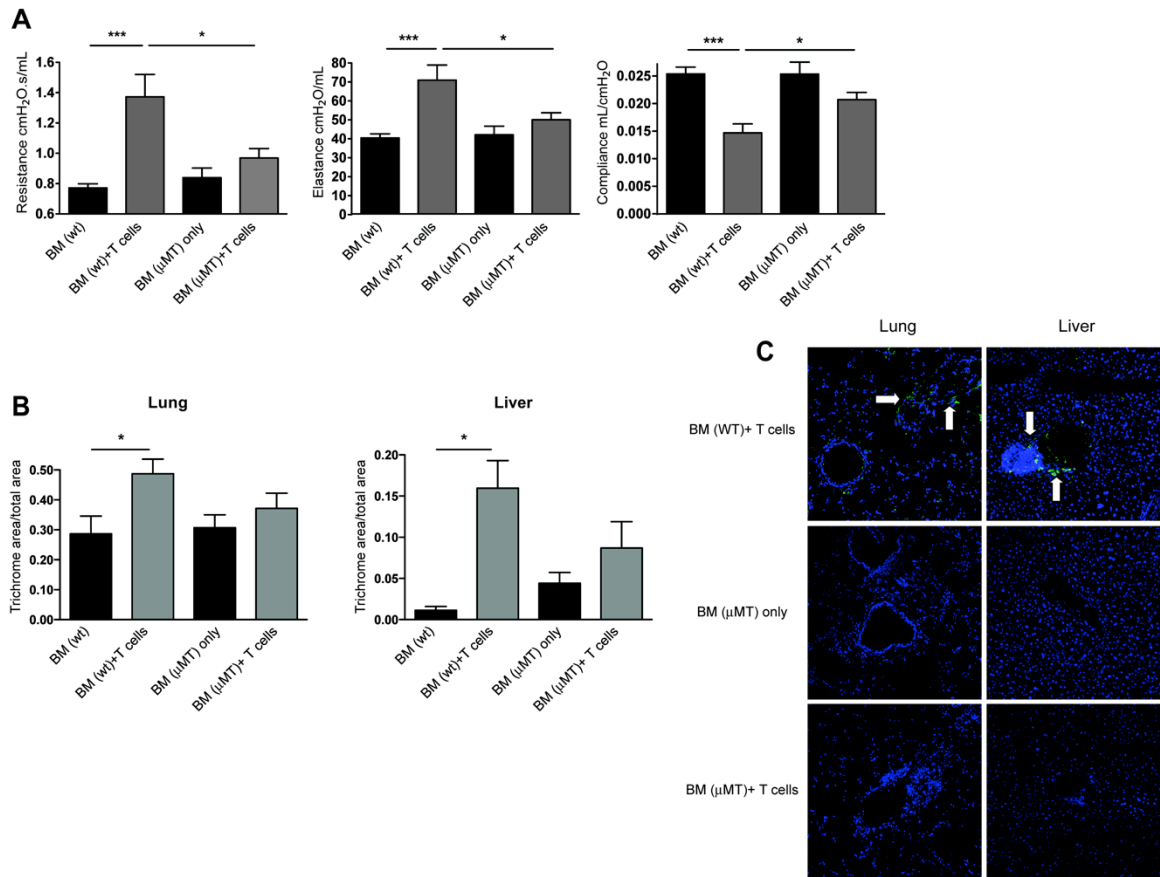 A
***
*
Resistance cmH₂O.s/mL
1.6
1.4
1.2
1.0
0.8
0.6
BM (wt)
BM (wt)+T cells
BM (μMT) only
BM (μMT)+ T cells
***
*
Elastance cmH₂O/mL
80
70
60
50
40
30
20
10
0
BM (wt)
BM (wt)+ T cells
BM (μMT) only
BM (μMT)+ T cells
***
*
Compliance mL/cmH₂O
0.025
0.020
0.015
0.010
0.005
0.000
BM (wt)
BM (wt)+T cells
BM (μMT) only
BM (μMT)+ T cells
B
Lung
*
Trichrome area/total area
0.50
0.40
0.30
0.20
0.10
0.00
BM (wt)
BM (wt)+T cells
BM (μMT) only
BM (μMT)+ T cells
Liver
*
Trichrome area/total area
0.20
0.15
0.10
0.05
0.00
BM (wt)
BM (wt)+T cells
BM (μMT) only
BM (μMT)+ T cells
C
Lung
Liver
BM (WT)+ T cells
BM (μMT) only
BM (μMT)+ T cells